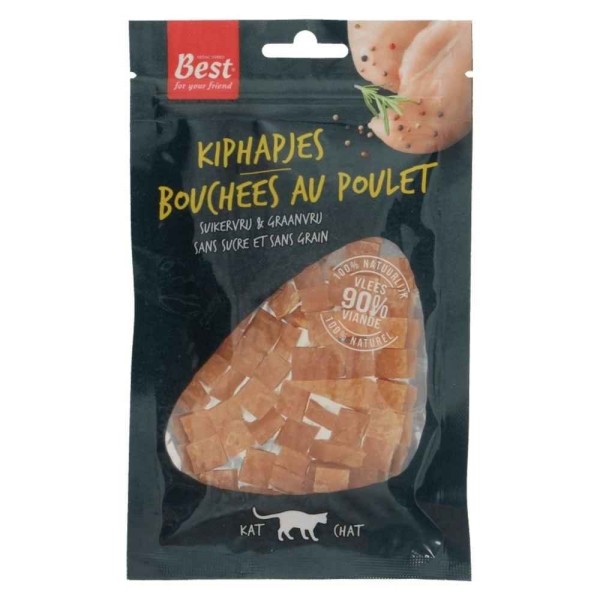 Best
for your friend
KIPHAPJES
BOUCHEES AU POULET
SUIKERVRIJ & GRAANVRIJ
SANS SUCRE ET SANS GRAIN
100% NATUURLIJK
VLEES
90%
VIANDE
100% NATUREL
KAT CHAT